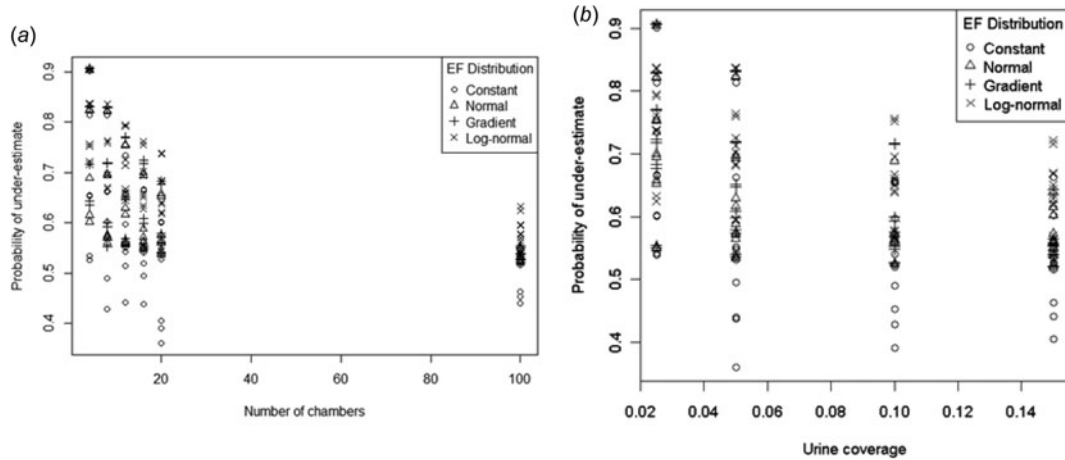 (a)
Probability of under-estimate
0.9
0.8
0.7
0.6
0.5
0.4
EF Distribution
Constant
Normal
Gradient
Log-normal
0 20 40 60 80 100
Number of chambers
(b)
Probability of under-estimate
0.9
0.8
0.7
0.6
0.5
0.4
EF Distribution
Constant
Normal
Gradient
Log-normal
0.02 0.04 0.06 0.08 0.10 0.12 0.14
Urine coverage